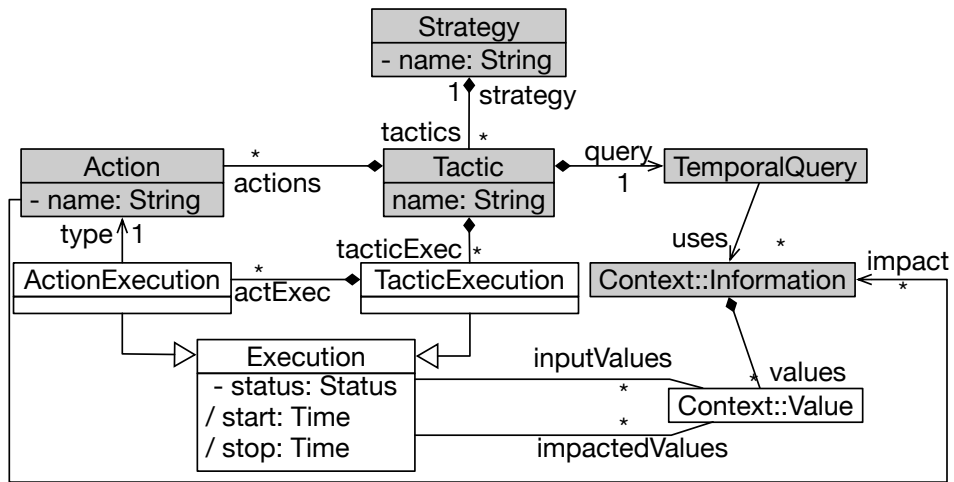 Strategy
- name: String
1 strategy
tactics *
Action
- name: String
*
actions
Tactic
name: String
query
1
TemporalQuery
type 1
tacticExec *
uses *
impact
*
ActionExecution
*
actExec
TacticExecution
Context::Information
Execution
- status: Status
/ start: Time
/ stop: Time
inputValues
*
* values
Context::Value
*
impactedValues